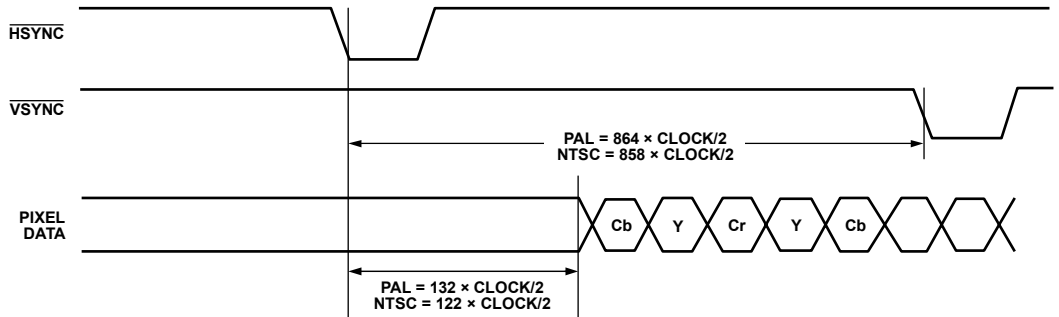 HSYNC
VSYNC
PAL = 864 × CLOCK/2
NTSC = 858 × CLOCK/2
PIXEL
DATA
Cb Y Cr Y Cb
PAL = 132 × CLOCK/2
NTSC = 122 × CLOCK/2